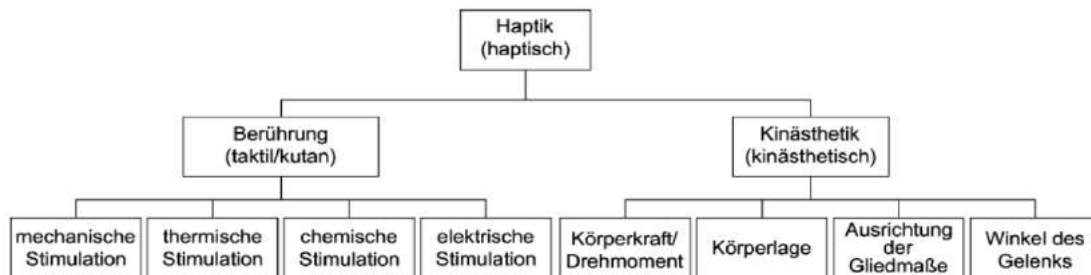 Haptik
(haptisch)
Berührung
(taktil/kutan)
Kinästhetik
(kinästhetisch)
mechanische
Stimulation
thermische
Stimulation
chemische
Stimulation
elektrische
Stimulation
Körperkraft/
Drehmoment
Körperlage
Ausrichtung
der
Gliedmaße
Winkel des
Gelenks